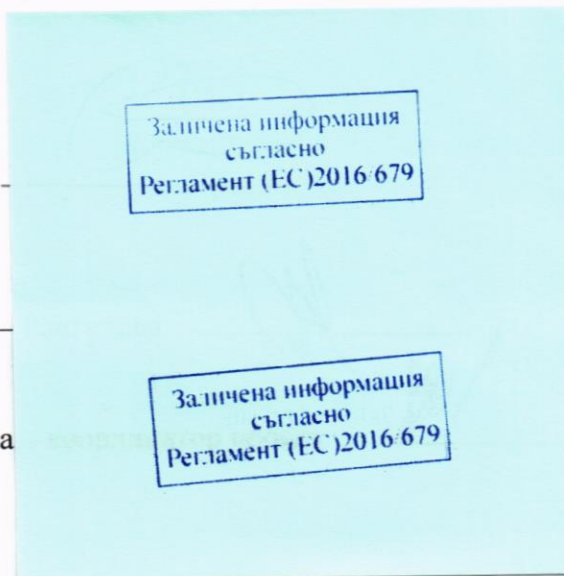 Заличена информация
съгласно
Регламент (ЕС)2016/679
а
Заличена информация
съгласно
Регламент (ЕС)2016/679